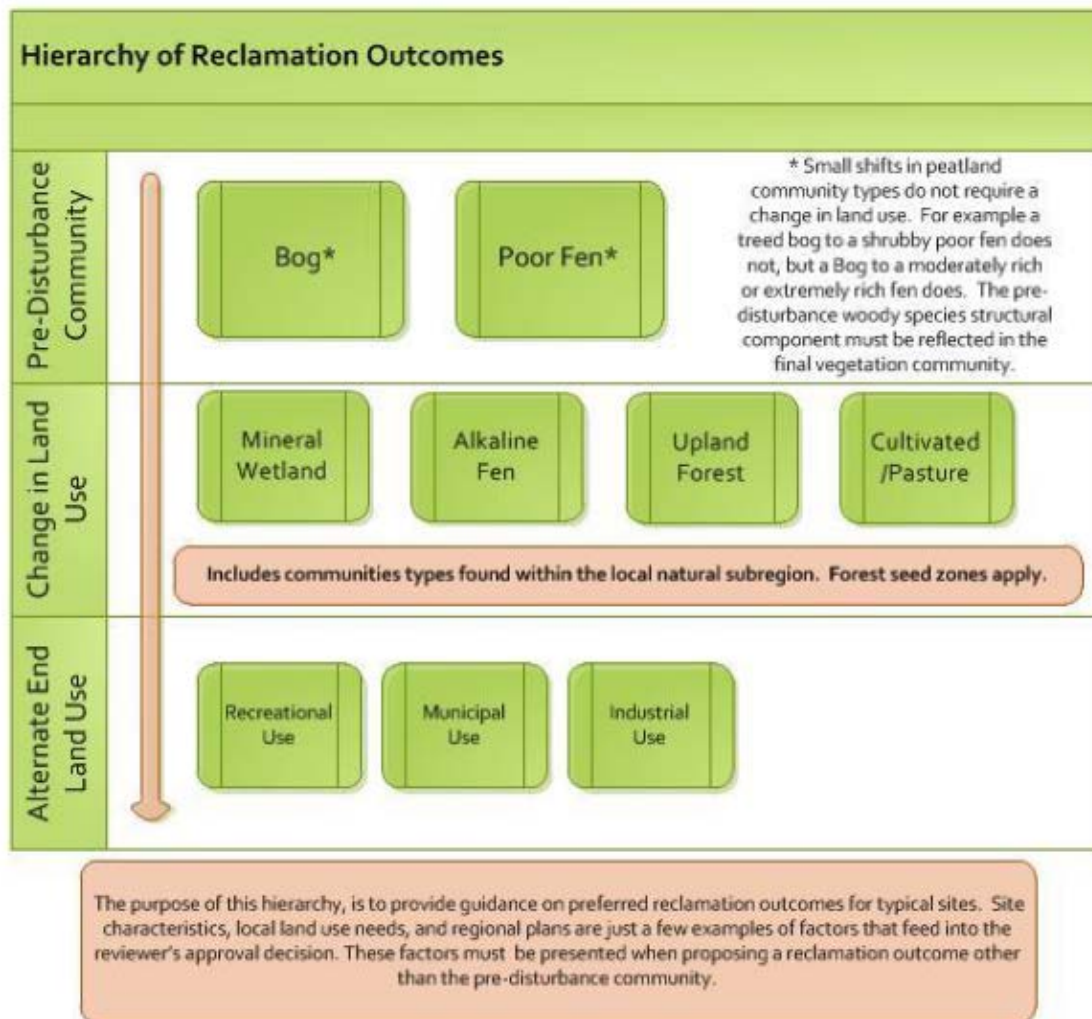 Hierarchy of Reclamation Outcomes
Pre-Disturbance
Community
Bog*
Poor Fen*
* Small shifts in peatland
community types do not require a
change in land use. For example a
treed bog to a shrubby poor fen does
not, but a Bog to a moderately rich
or extremely rich fen does. The pre-
disturbance woody species structural
component must be reflected in the
final vegetation community.
Change in Land
Use
Mineral
Wetland
Alkaline
Fen
Upland
Forest
Cultivated
/Pasture
Includes communities types found within the local natural subregion. Forest seed zones apply.
Alternate End
Land Use
Recreational
Use
Municipal
Use
Industrial
Use
The purpose of this hierarchy, is to provide guidance on preferred reclamation outcomes for typical sites. Site
characteristics, local land use needs, and regional plans are just a few examples of factors that feed into the
reviewer's approval decision. These factors must be presented when proposing a reclamation outcome other
than the pre-disturbance community.